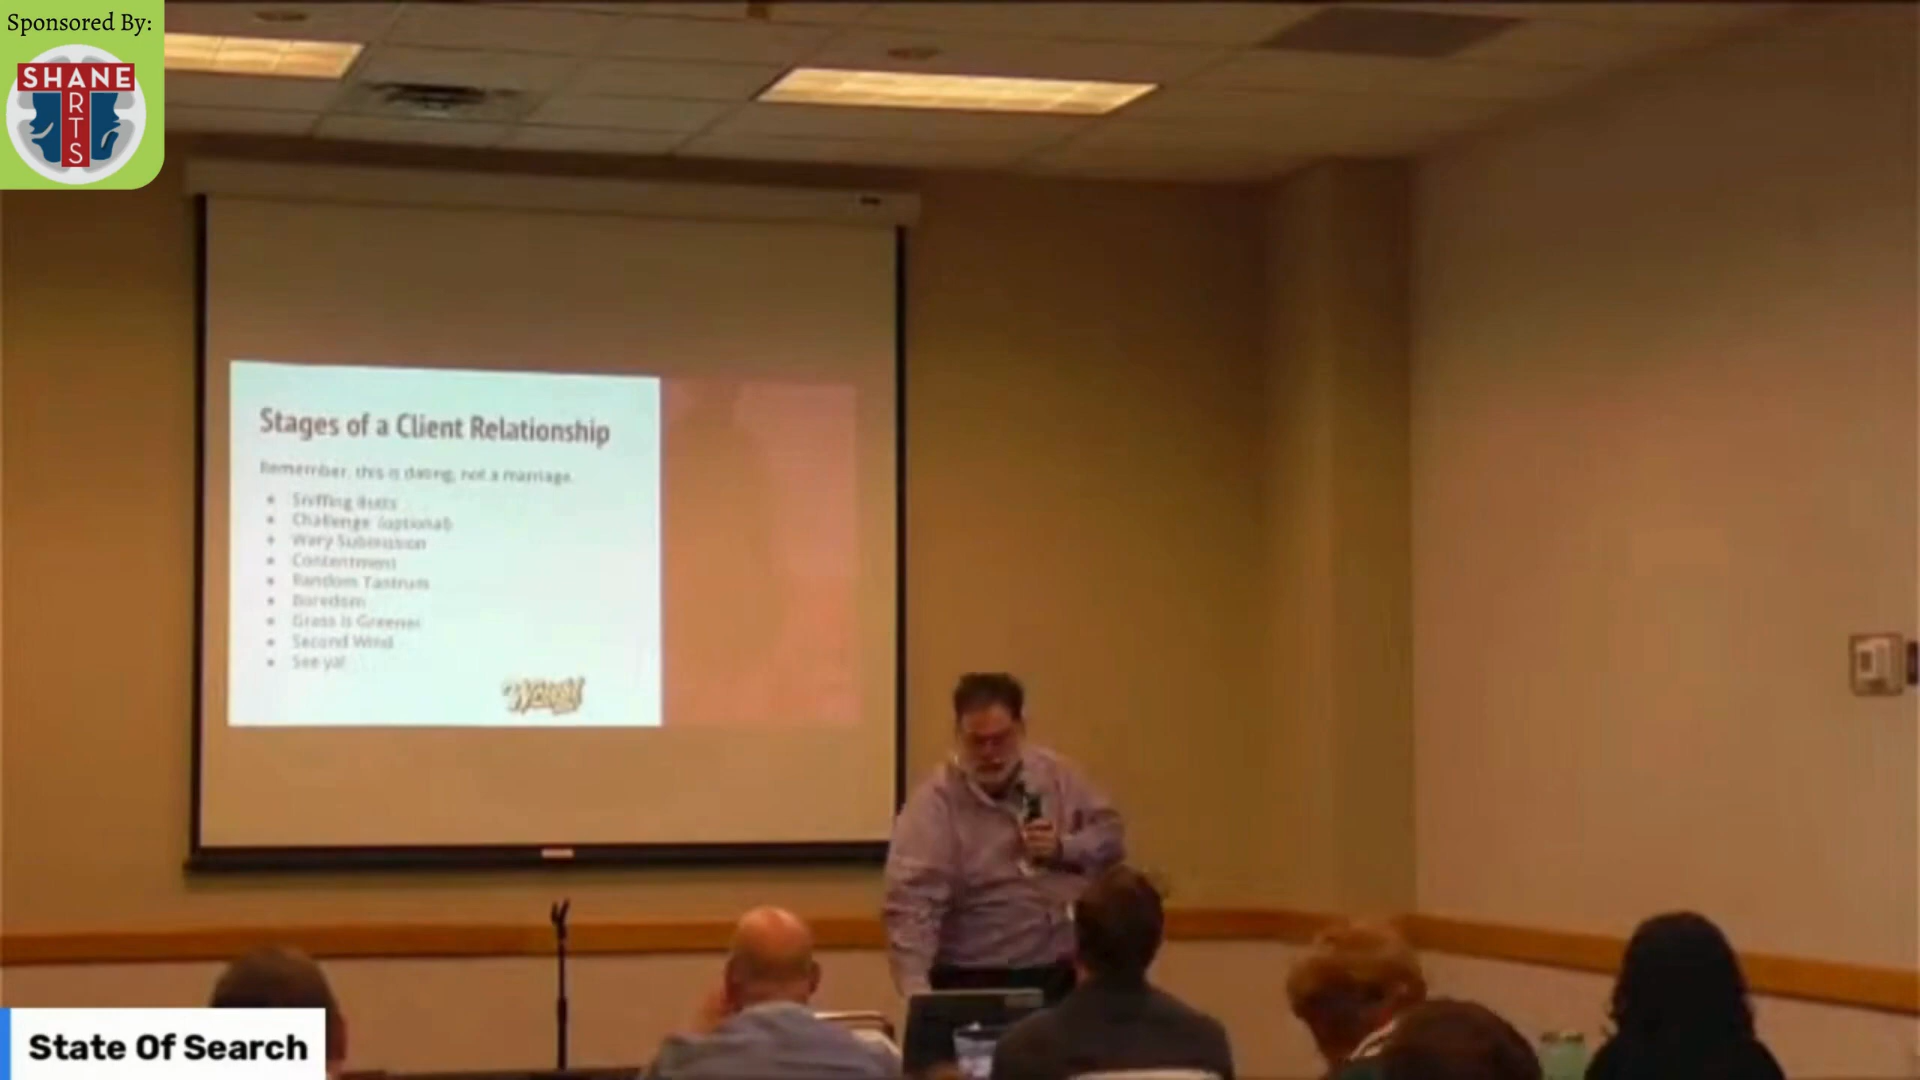 Sponsored By:
SHANE
ARTS
Stages of a Client Relationship
Remember, this is dating, not a marriage.
Sniffing Butts
Challenge (optional)
Wary Submission
Contentment
Random Tantrum
Boredom
Grass is Greener
Second Wind
See ya!
State Of Search